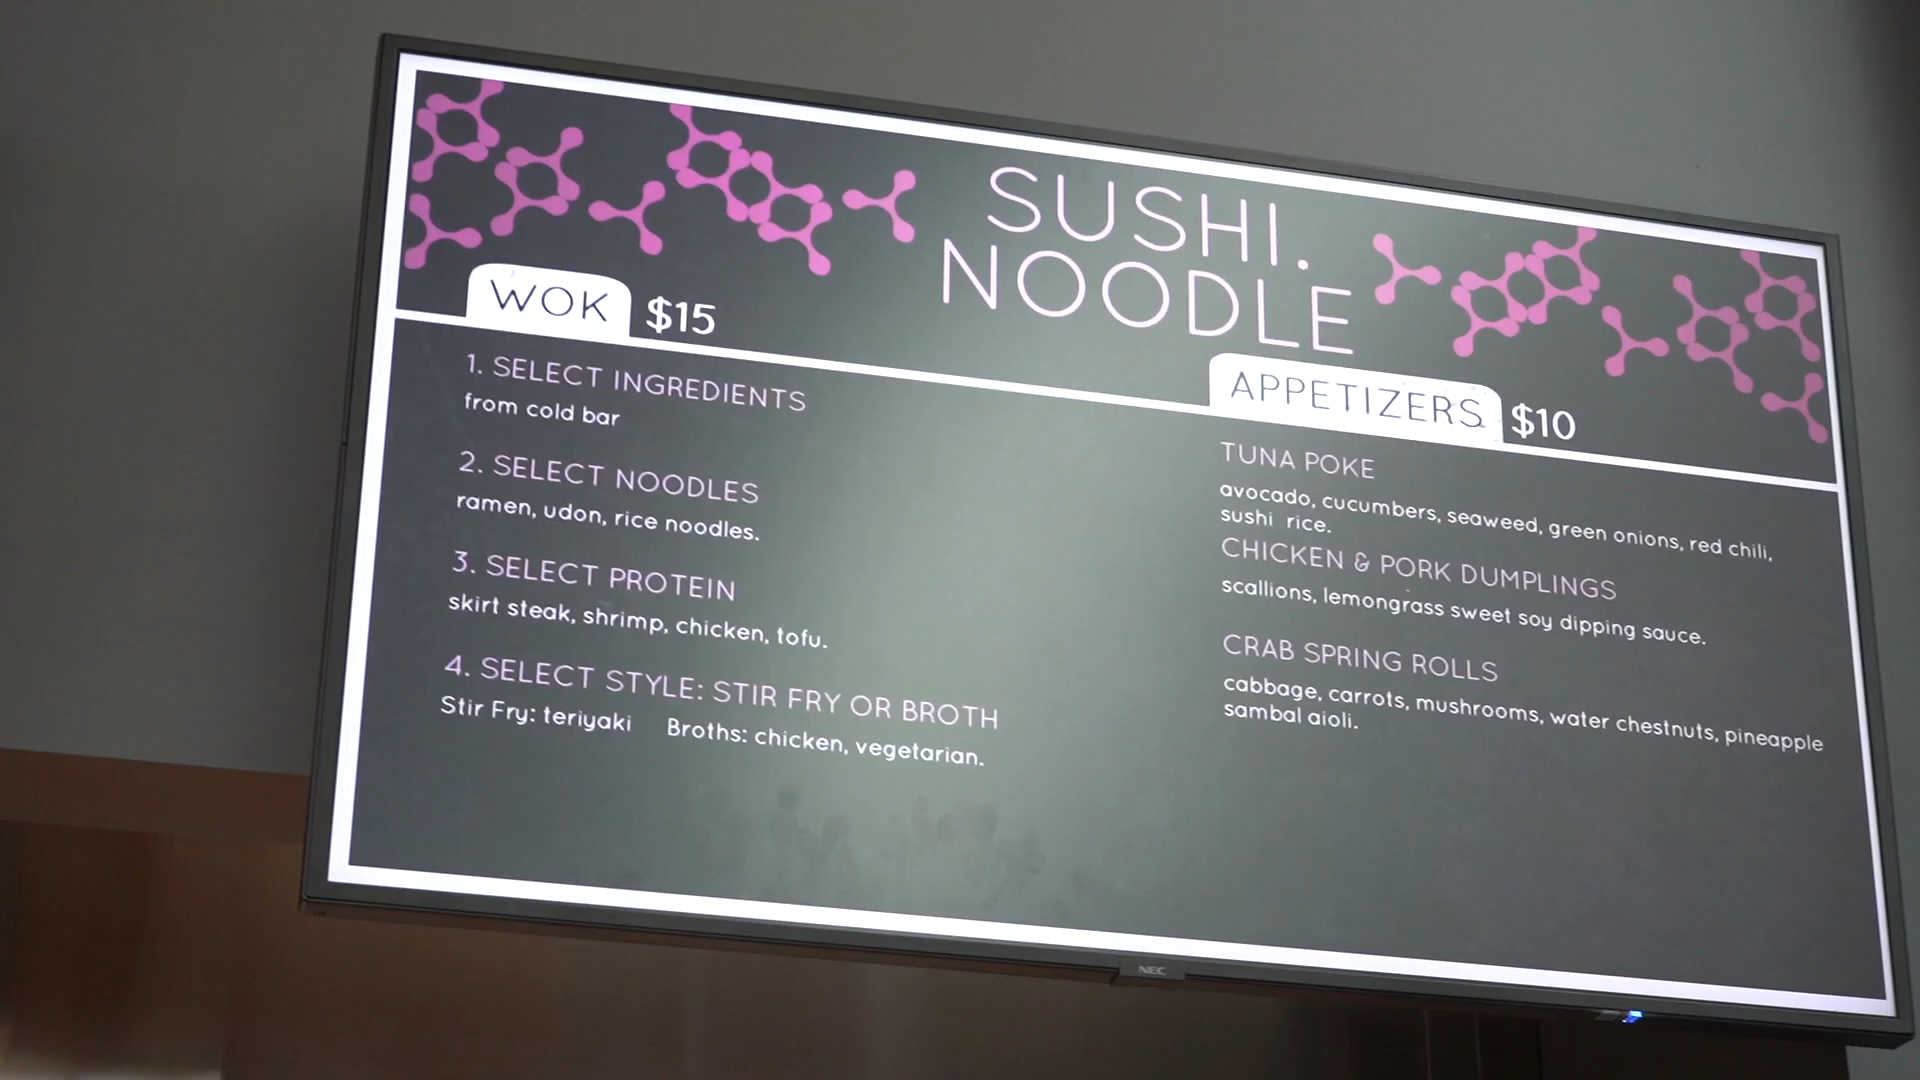 SUSHI.
NOODLE
WOK $15
1. SELECT INGREDIENTS
from cold bar
2. SELECT NOODLES
ramen, udon, rice noodles.
3. SELECT PROTEIN
skirt steak, shrimp, chicken, tofu.
4. SELECT STYLE: STIR FRY OR BROTH
Stir Fry: teriyaki Broths: chicken, vegetarian.
APPETIZERS $10
TUNA POKE
avocado, cucumbers, seaweed, green onions, red chili,
sushi rice.
CHICKEN & PORK DUMPLINGS
scallions, lemongrass sweet soy dipping sauce.
CRAB SPRING ROLLS
cabbage, carrots, mushrooms, water chestnuts, pineapple
sambal aioli.
NEC